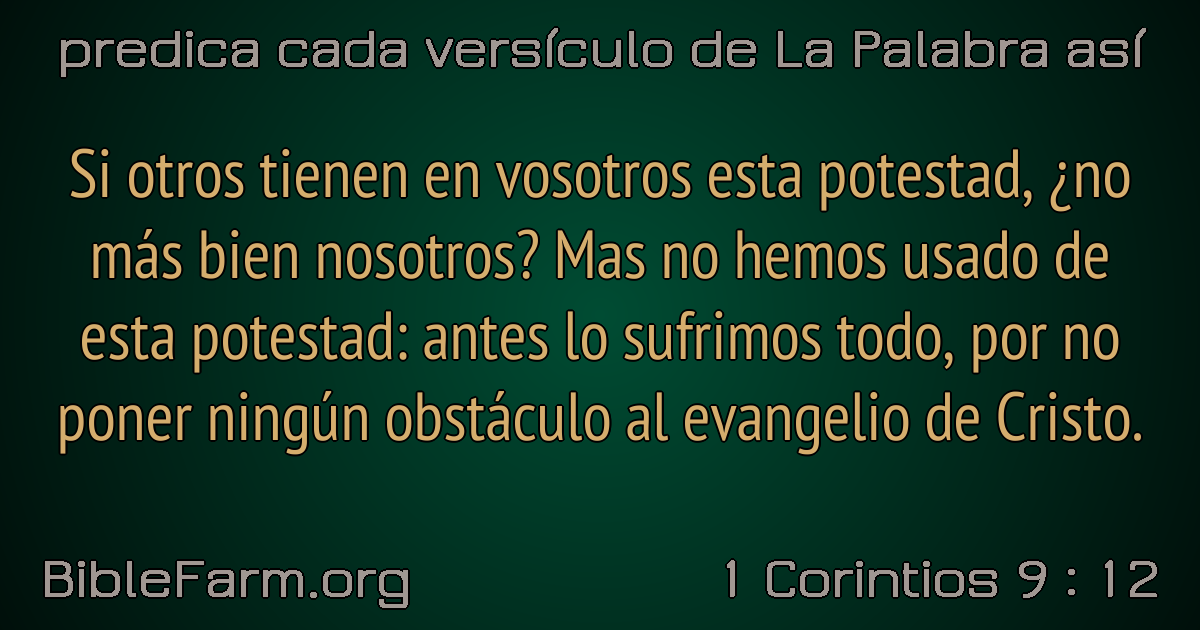 predica cada versículo de La Palabra así
Si otros tienen en vosotros esta potestad, ¿no
más bien nosotros? Mas no hemos usado de
esta potestad: antes lo sufrimos todo, por no
poner ningún obstáculo al evangelio de Cristo.
BibleFarm.org
1 Corintios 9 : 12